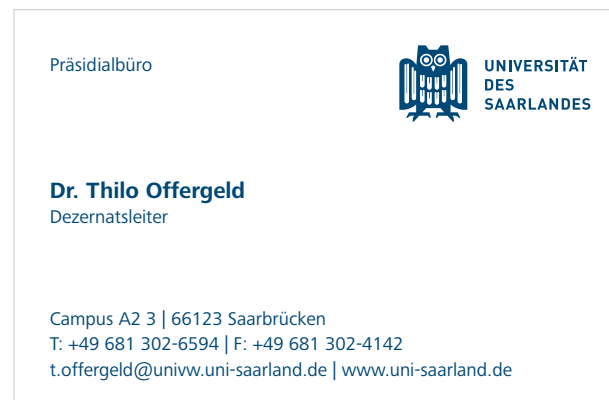 Präsidialbüro
UNIVERSITÄT
DES
SAARLANDES
Dr. Thilo Offergeld
Dezernatsleiter
Campus A2 3 | 66123 Saarbrücken
T: +49 681 302-6594 | F: +49 681 302-4142
t.offergeld@univw.uni-saarland.de | www.uni-saarland.de